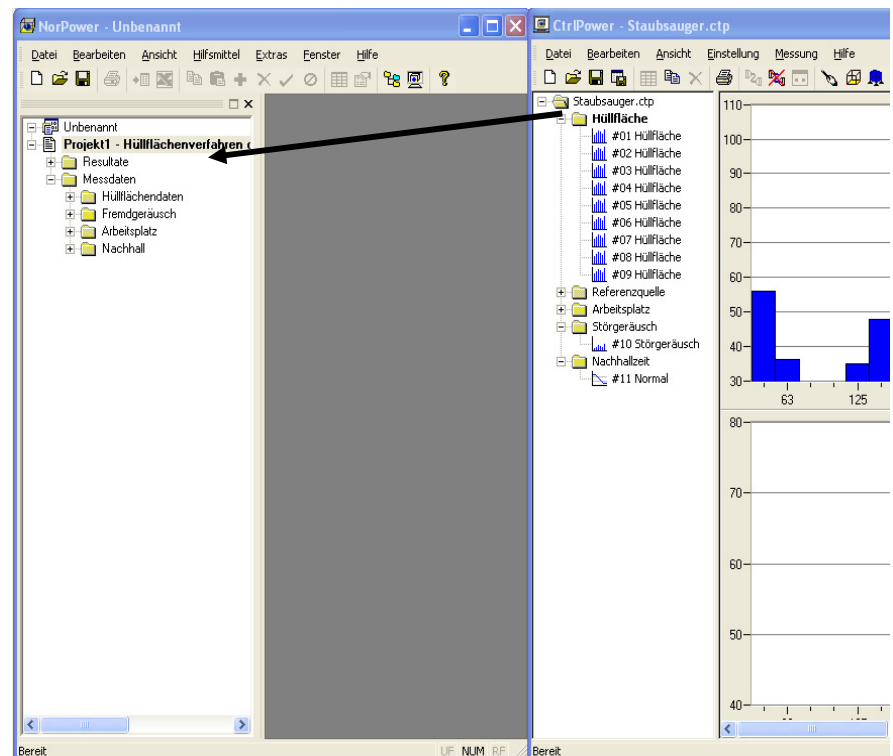 NorPower - Unbenannt
Datei Bearbeiten Ansicht Hilfsmittel Extras Fenster Hilfe
Unbenannt
Projekt1 - Hüllflächenverfahren
Resultate
Messdaten
Hüllflächendaten
Fremdgeräusch
Arbeitsplatz
Nachhall
Bereit
UF NUM RF
CtrlPower - Staubsauger.ctp
Datei Bearbeiten Ansicht Einstellung Messung Hilfe
Staubsauger.ctp
Hüllfläche
#01 Hüllfläche
#02 Hüllfläche
#03 Hüllfläche
#04 Hüllfläche
#05 Hüllfläche
#06 Hüllfläche
#07 Hüllfläche
#08 Hüllfläche
#09 Hüllfläche
Referenzquelle
Arbeitsplatz
Störgeräusch
#10 Störgeräusch
Nachhallzeit
#11 Normal
110
100
90
80
70
60
50
40
30
63 125
80
70
60
50
40
Bereit